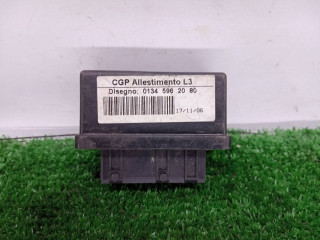 CGP Allestimento L3
Disegno: 0134 596 20 80
17/11/06